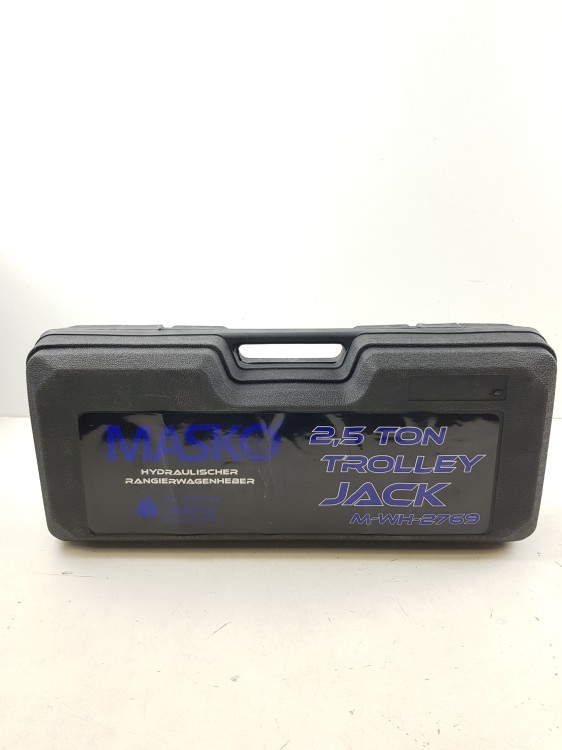 MASKO
HYDRAULISCHER
RANGIERWAGENHEBER
2,5 TON
TROLLEY
JACK
M-WH-2769